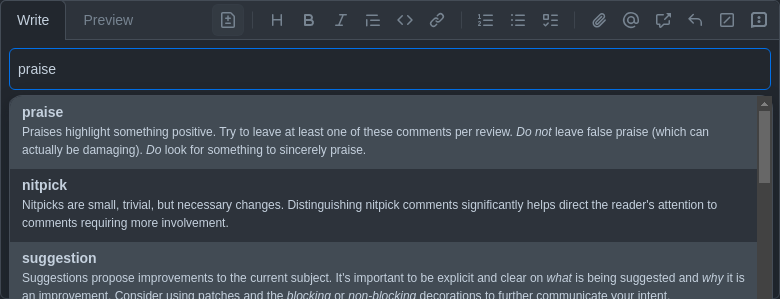 Write Preview
praise
praise
Praises highlight something positive. Try to leave at least one of these comments per review. Do not leave false praise (which can
actually be damaging). Do look for something to sincerely praise.
nitpick
Nitpicks are small, trivial, but necessary changes. Distinguishing nitpick comments significantly helps direct the reader's attention to
comments requiring more involvement.
suggestion
Suggestions propose improvements to the current subject. It's important to be explicit and clear on what is being suggested and why it is
an improvement. Consider using patches and the blocking or non-blocking decorations to further communicate your intent.